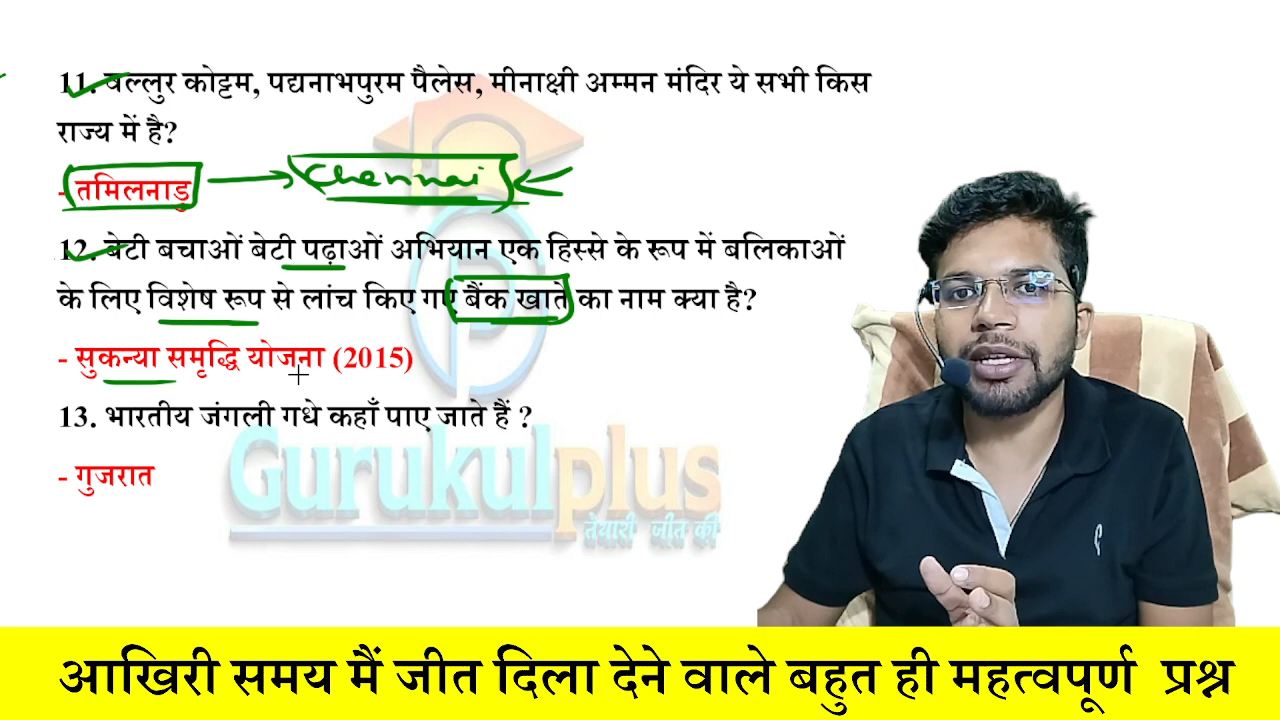 11. वल्लुर कोट्टम, पद्यनाभपुरम पैलेस, मीनाक्षी अम्मन मंदिर ये सभी किस
राज्य में है?
- तमिलनाडु
Chennai
12. बेटी बचाओं बेटी पढ़ाओं अभियान एक हिस्से के रूप में बलिकाओं
के लिए विशेष रूप से लांच किए गए बैंक खाते का नाम क्या है?
- सुकन्या समृद्धि योजना (2015)
13. भारतीय जंगली गधे कहाँ पाए जाते हैं ?
- गुजरात
Gurukulplus
तैयारी जीत की
आखिरी समय मैं जीत दिला देने वाले बहुत ही महत्वपूर्ण प्रश्न